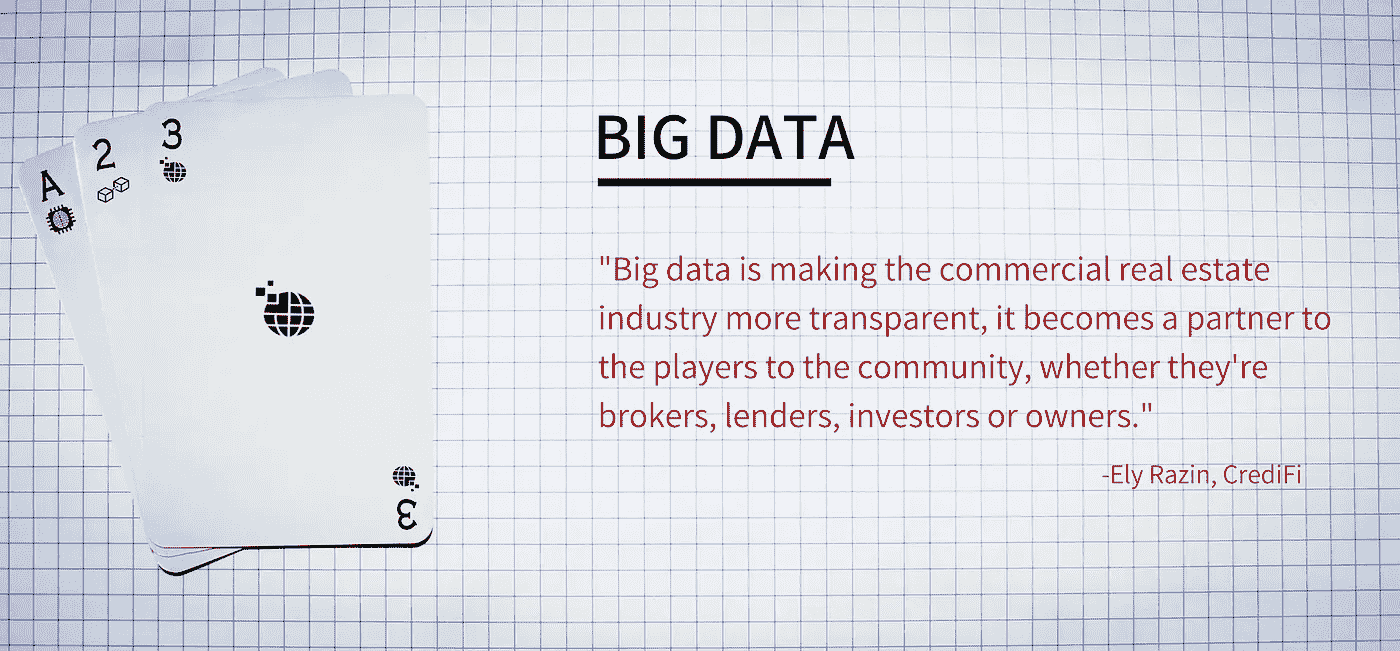 A
2
3
BIG DATA
"Big data is making the commercial real estate
industry more transparent, it becomes a partner to
the players to the community, whether they're
brokers, lenders, investors or owners."
-Ely Razin, CrediFi
3